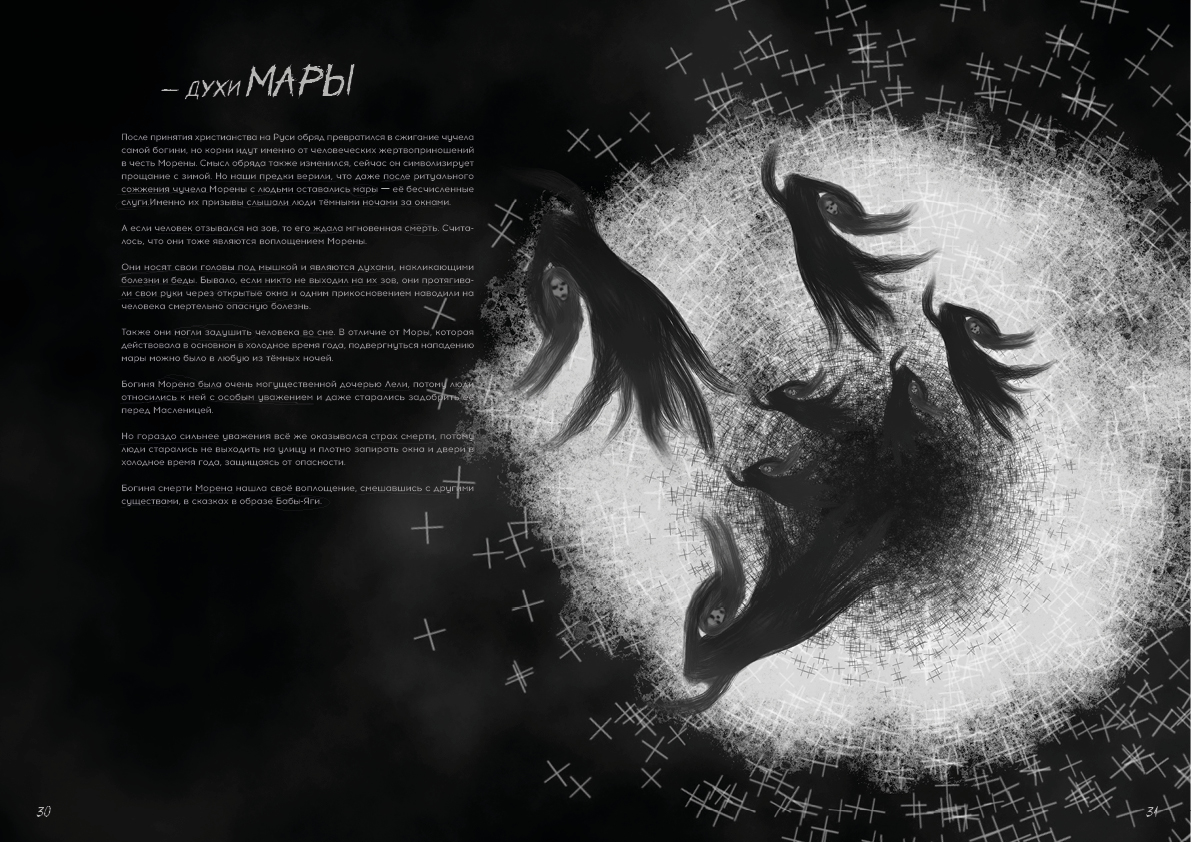 — ДУХИ МАРЫ
После принятия христианства на Руси обряд превратился в сжигание чучела
самой богини, но корни идут именно от человеческих жертвоприношений
в честь Морены. Смысл обряда также изменился, сейчас он символизирует
прощание с зимой. Но наши предки верили, что даже после ритуального
сожжения чучела Морены с людьми оставались мары — её бесчисленные
слуги.Именно их призывы слышали люди тёмными ночами за окнами.
А если человек отзывался на зов, то его ждала мгновенная смерть. Счита-
лось, что они тоже являются воплощением Морены.
Они носят свои головы под мышкой и являются духами, накликающими
болезни и беды. Бывало, если никто не выходил на их зов, они протягива-
ли свои руки через открытые окна и одним прикосновением наводили на
человека смертельно опасную болезнь.
Также они могли задушить человека во сне. В отличие от Моры, которая
действовала в основном в холодное время года, подвергнуться нападению
мары можно было в любую из тёмных ночей.
Богиня Морена была очень могущественной дочерью Лели, потому люди
относились к ней с особым уважением и даже старались задобрить её
перед Масленицей.
Но гораздо сильнее уважения всё же оказывался страх смерти, потому
люди старались не выходить на улицу и плотно запирать окна и двери в
холодное время года, защищаясь от опасности.
Богиня смерти Морена нашла своё воплощение, смешавшись с другими
существами, в сказках в образе Бабы-Яги.
30
31